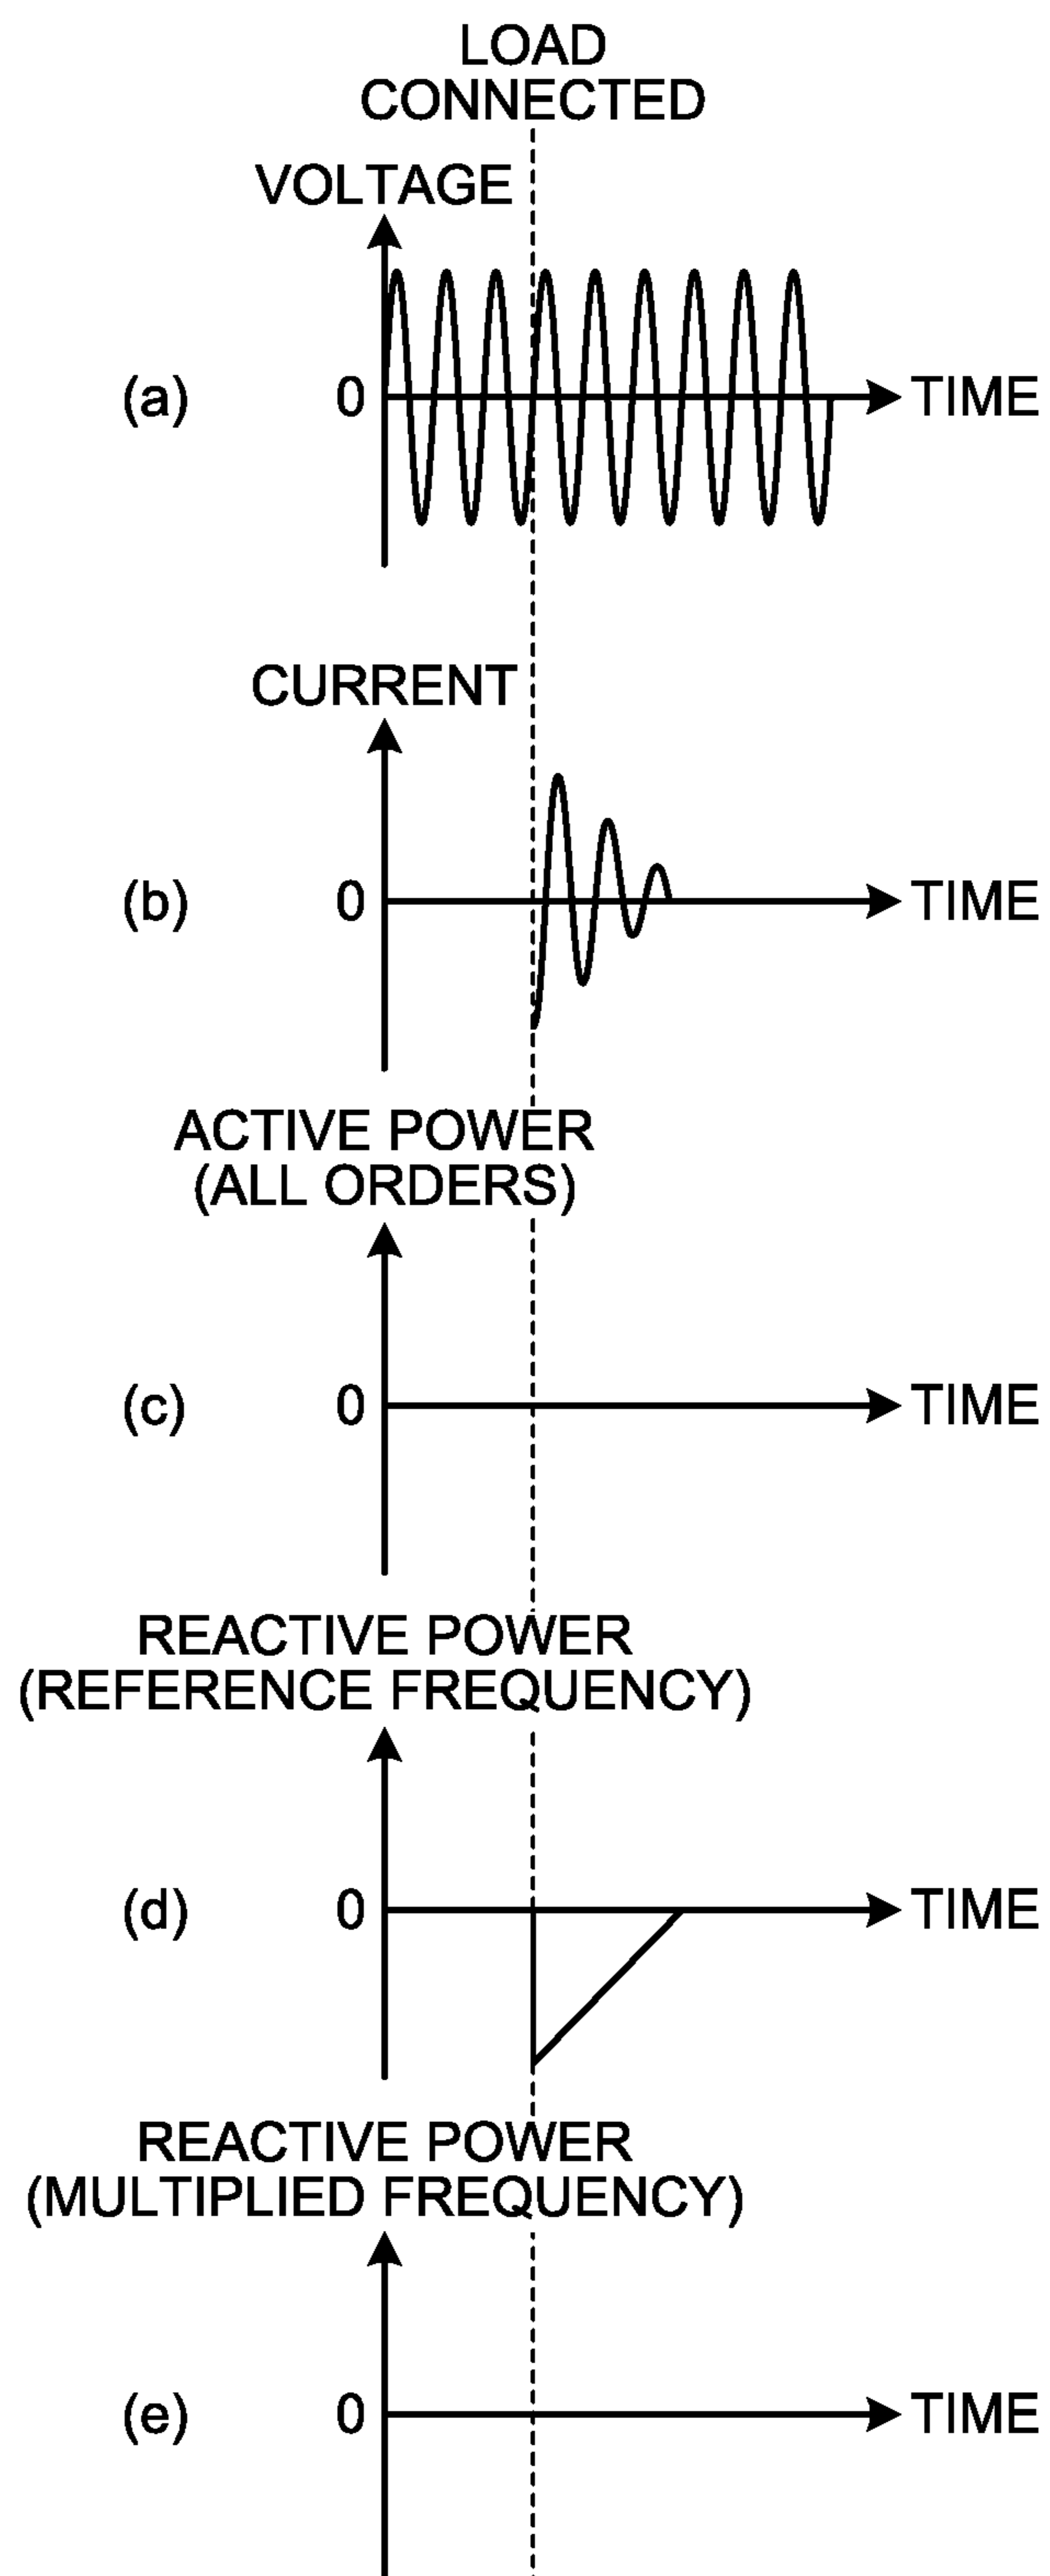 LOAD
CONNECTED
VOLTAGE
(a)
0
TIME
CURRENT
(b)
0
TIME
ACTIVE POWER
(ALL ORDERS)
(c)
0
TIME
REACTIVE POWER
(REFERENCE FREQUENCY)
(d)
0
TIME
REACTIVE POWER
(MULTIPLIED FREQUENCY)
(e)
0
TIME